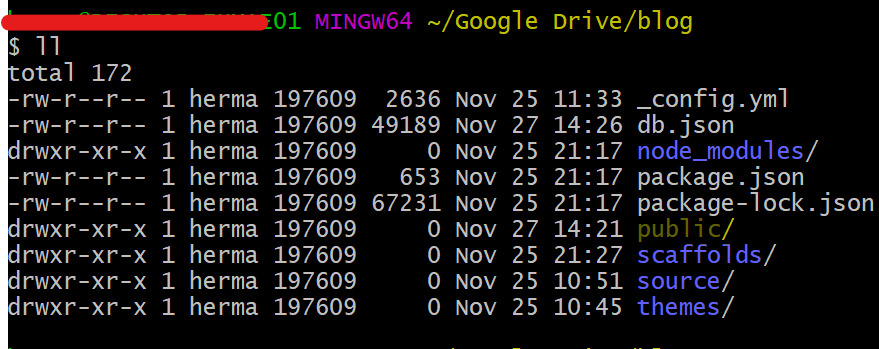 E01 MINGW64 ~/Google Drive/blog
$ ll
total 172
-rw-r--r-- 1 herma 197609  2636 Nov 25 11:33 _config.yml
-rw-r--r-- 1 herma 197609 49189 Nov 27 14:26 db.json
drwxr-xr-x 1 herma 197609     0 Nov 25 21:17 node_modules/
-rw-r--r-- 1 herma 197609   653 Nov 25 21:17 package.json
-rw-r--r-- 1 herma 197609 67231 Nov 25 21:17 package-lock.json
drwxr-xr-x 1 herma 197609     0 Nov 27 14:21 public/
drwxr-xr-x 1 herma 197609     0 Nov 25 21:27 scaffolds/
drwxr-xr-x 1 herma 197609     0 Nov 25 10:51 source/
drwxr-xr-x 1 herma 197609     0 Nov 25 10:45 themes/